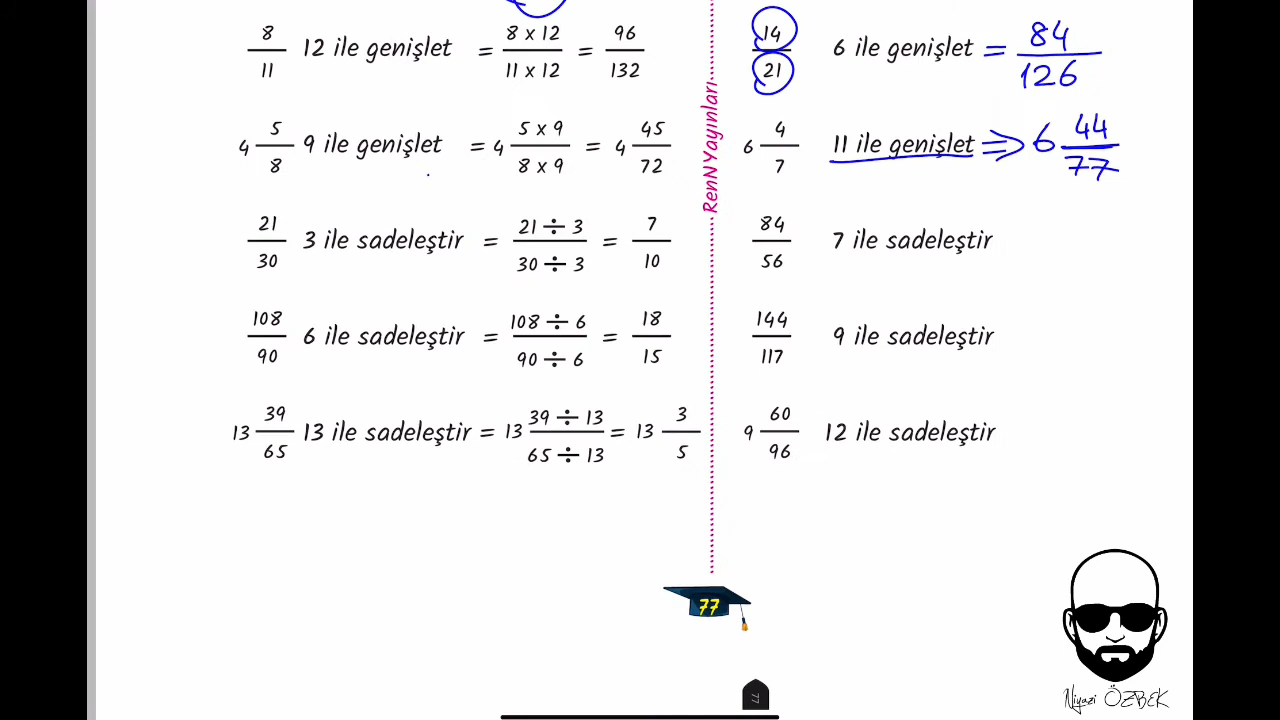 8/11 12 ile genişlet = 8 x 12 / 11 x 12 = 96/132
4 5/8 9 ile genişlet = 4 5 x 9 / 8 x 9 = 4 45/72
21/30 3 ile sadeleştir = 21 ÷ 3 / 30 ÷ 3 = 7/10
108/90 6 ile sadeleştir = 108 ÷ 6 / 90 ÷ 6 = 18/15
13 39/65 13 ile sadeleştir = 13 39 ÷ 13 / 65 ÷ 13 = 13 3/5
RenN Yayınları
14/21 6 ile genişlet = 84/126
6 4/7 11 ile genişlet ⇒ 6 44/77
84/56 7 ile sadeleştir
144/117 9 ile sadeleştir
9 60/96 12 ile sadeleştir
77
77
Niyazi ÖZBEK